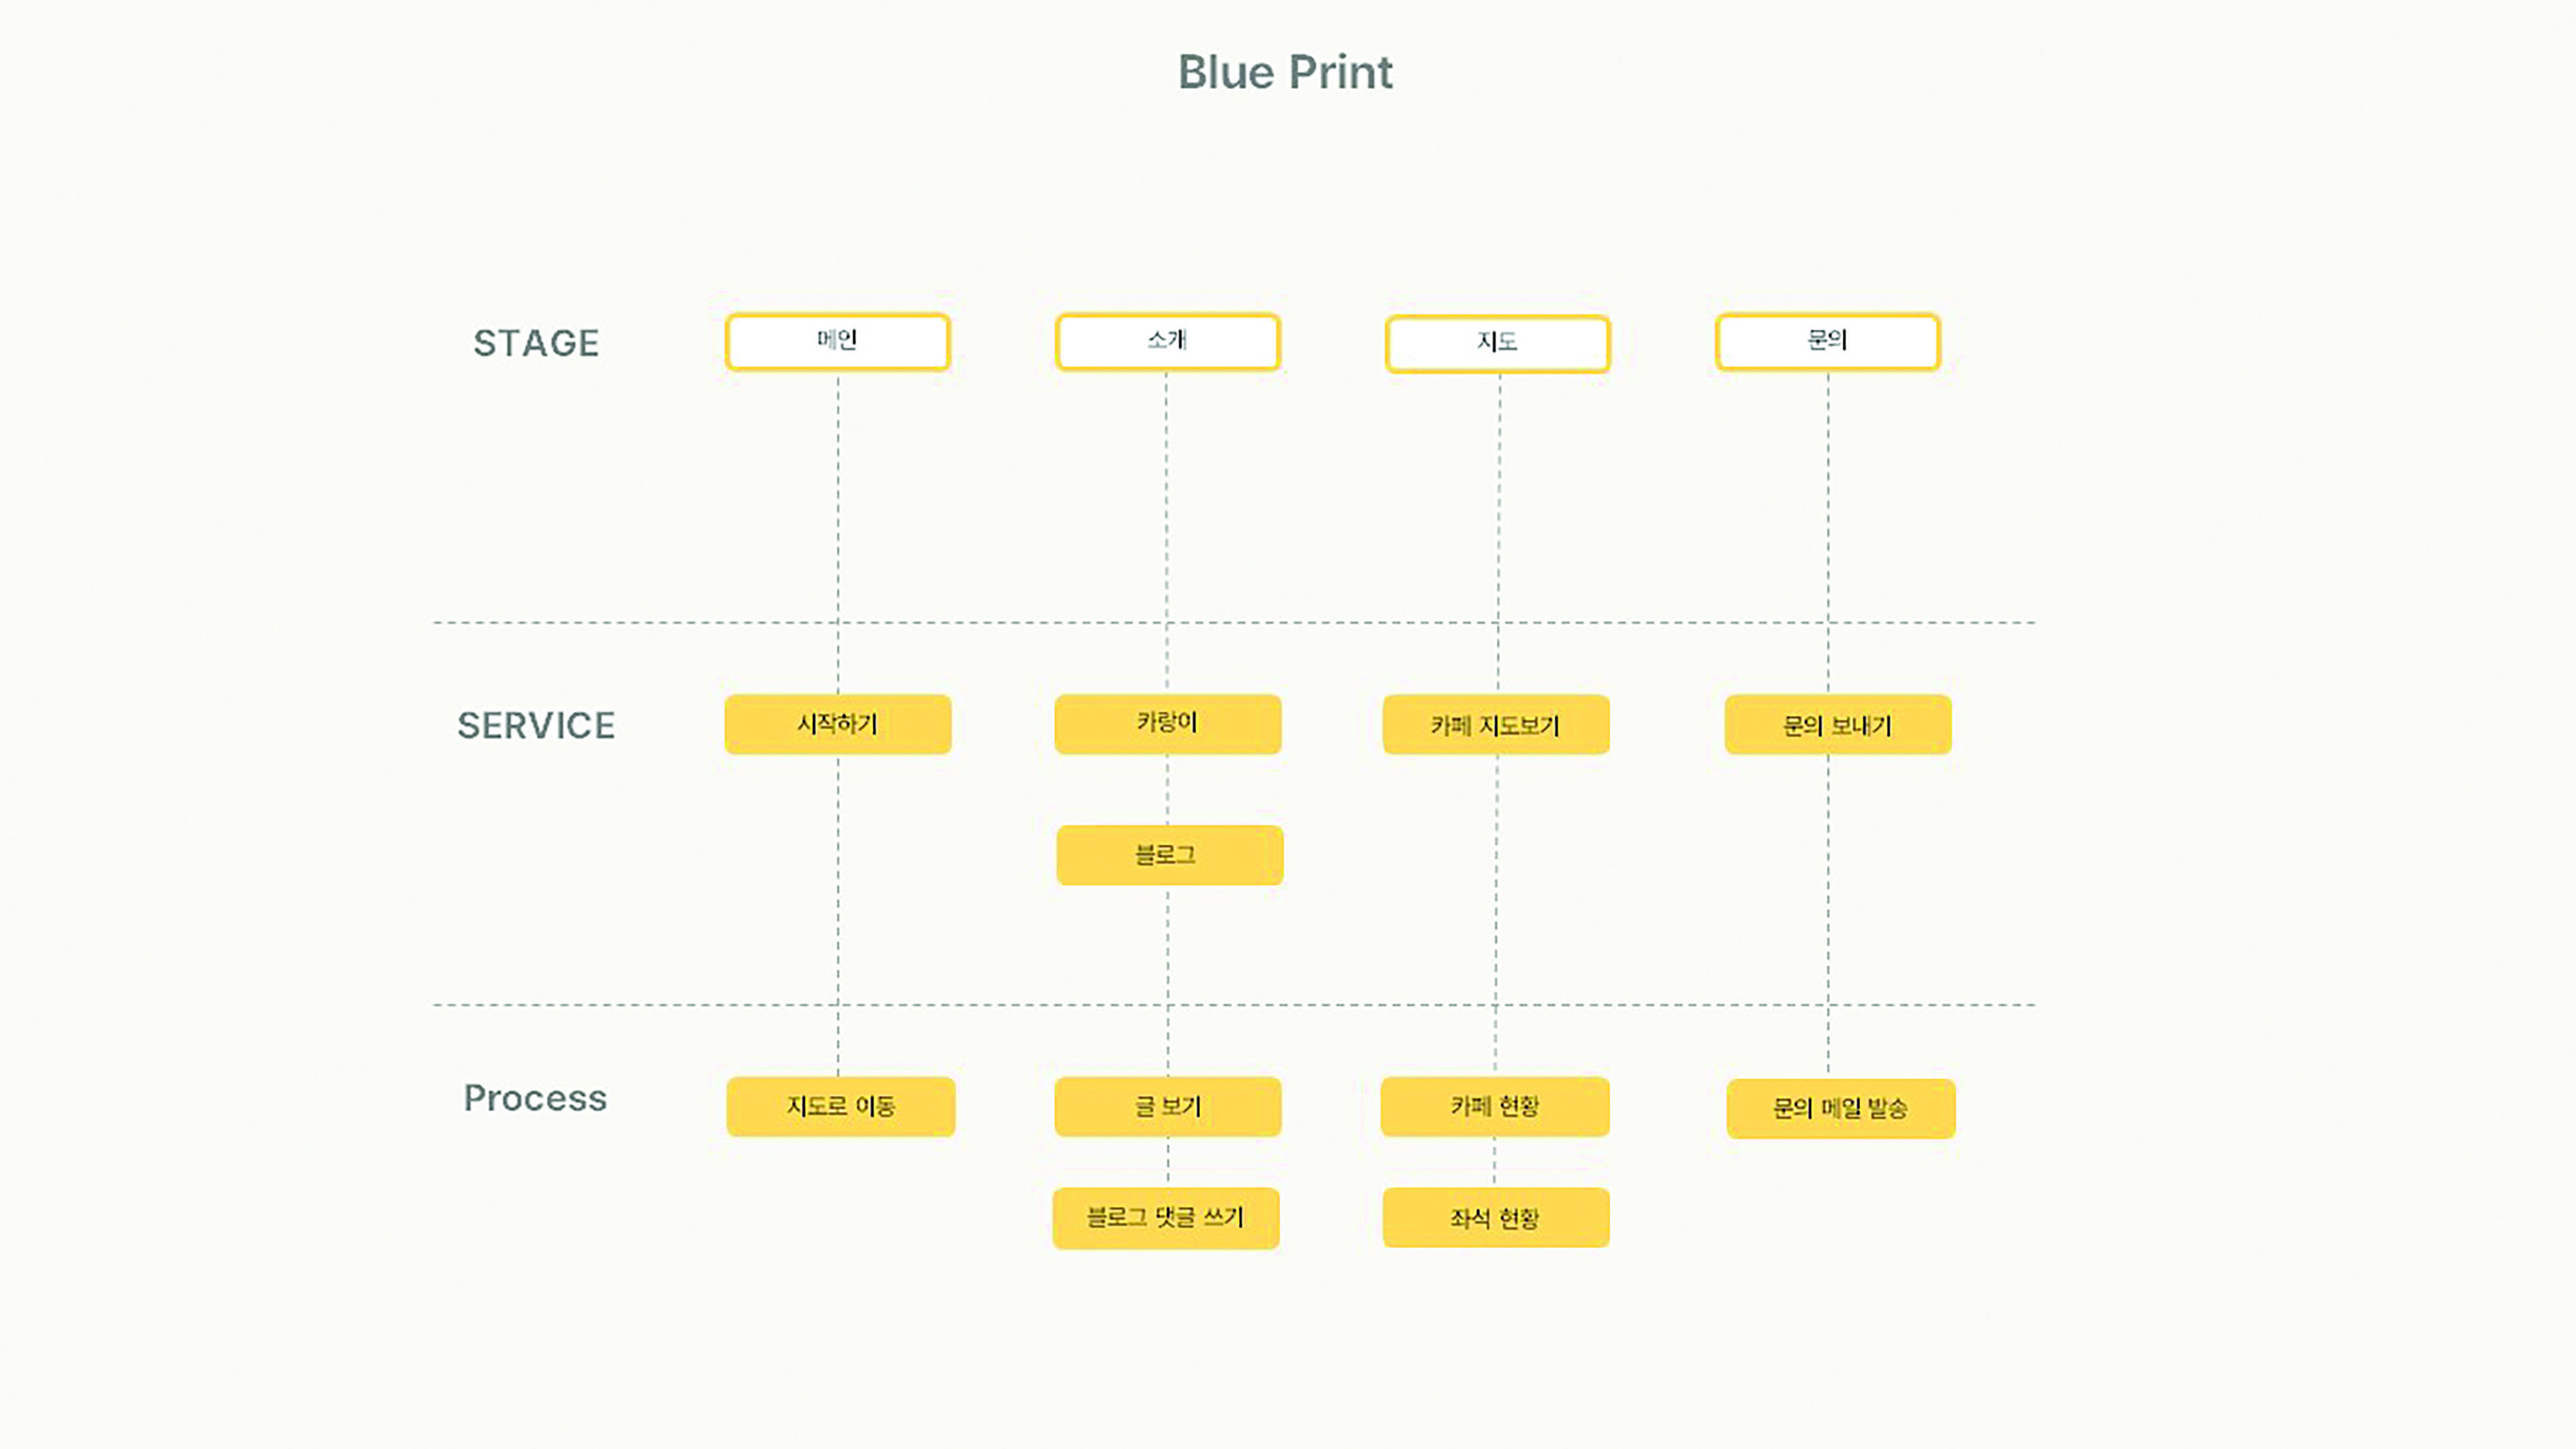 Blue Print
STAGE
메인
소개
지도
문의
SERVICE
시작하기
카랑이
카페 지도보기
문의 보내기
블로그
Process
지도로 이동
글 보기
카페 현황
문의 메일 발송
블로그 댓글 쓰기
좌석 현황